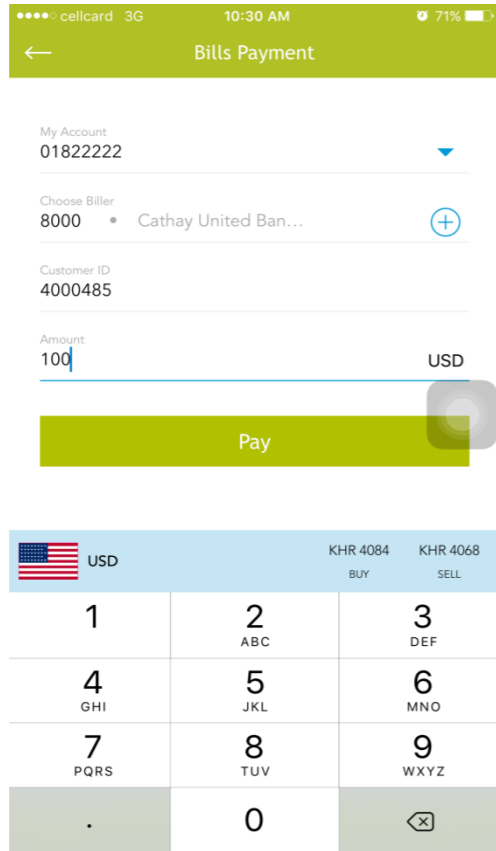 cellcard 3G 10:30 AM 71%
Bills Payment
My Account
01822222
Choose Biller
8000 • Cathay United Ban...
Customer ID
4000485
Amount
100 USD
Pay
USD KHR 4084 KHR 4068
BUY SELL
1 2 3
ABC DEF
4 5 6
GHI JKL MNO
7 8 9
PQRS TUV WXYZ
. 0